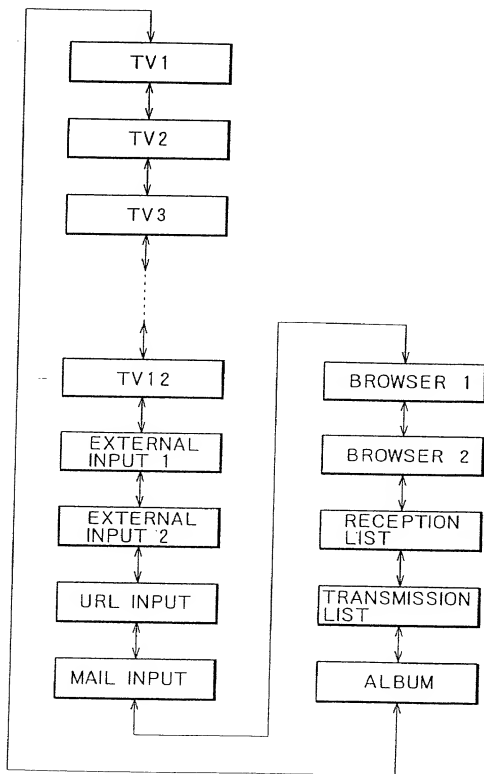 TV1
TV2
TV3
TV12
EXTERNAL
INPUT 1
EXTERNAL
INPUT 2
URL INPUT
MAIL INPUT
BROWSER 1
BROWSER 2
RECEPTION
LIST
TRANSMISSION
LIST
ALBUM